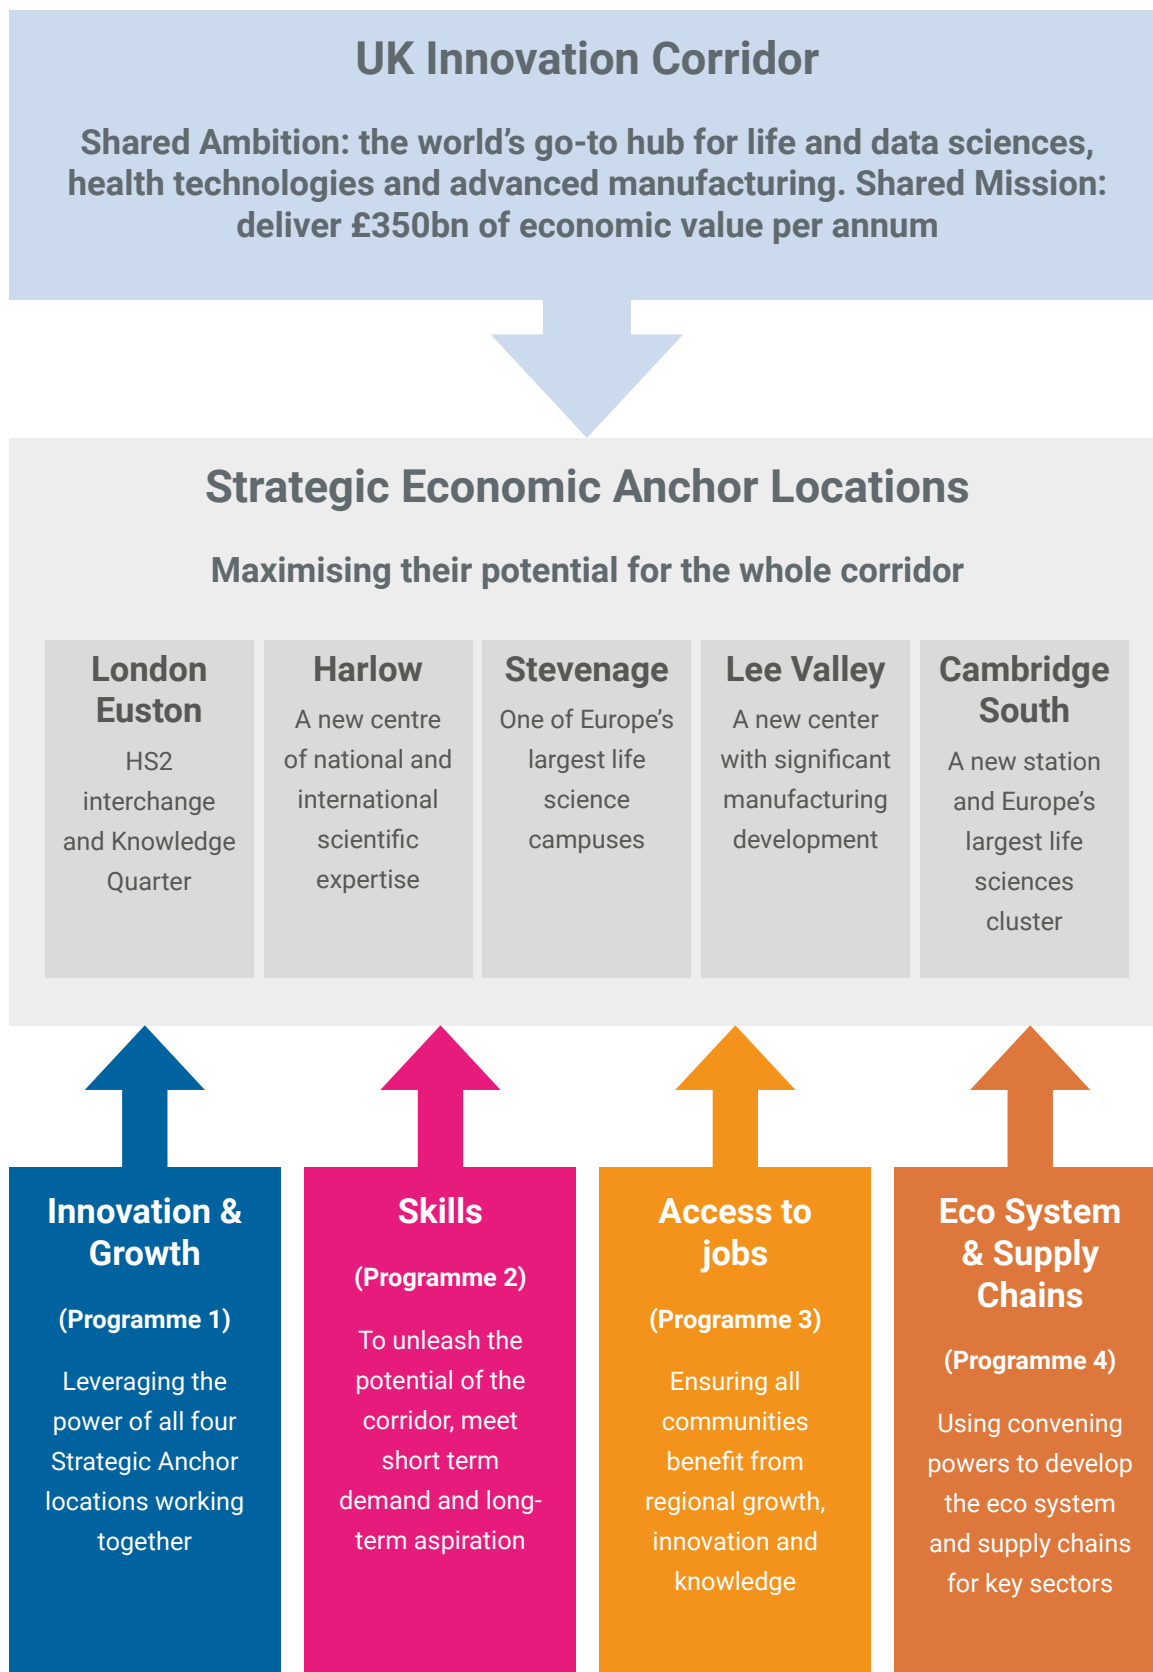 UK Innovation Corridor
Shared Ambition: the world’s go-to hub for life and data sciences,
health technologies and advanced manufacturing. Shared Mission:
deliver £350bn of economic value per annum
Strategic Economic Anchor Locations
Maximising their potential for the whole corridor
London
Euston
HS2
interchange
and Knowledge
Quarter
Harlow
A new centre
of national and
international
scientific
expertise
Stevenage
One of Europe’s
largest life
science
campuses
Lee Valley
A new center
with significant
manufacturing
development
Cambridge
South
A new station
and Europe’s
largest life
sciences
cluster
Innovation &
Growth
(Programme 1)
Leveraging the
power of all four
Strategic Anchor
locations working
together
Skills
(Programme 2)
To unleash the
potential of the
corridor, meet
short term
demand and long-
term aspiration
Access to
jobs
(Programme 3)
Ensuring all
communities
benefit from
regional growth,
innovation and
knowledge
Eco System
& Supply
Chains
(Programme 4)
Using convening
powers to develop
the eco system
and supply chains
for key sectors